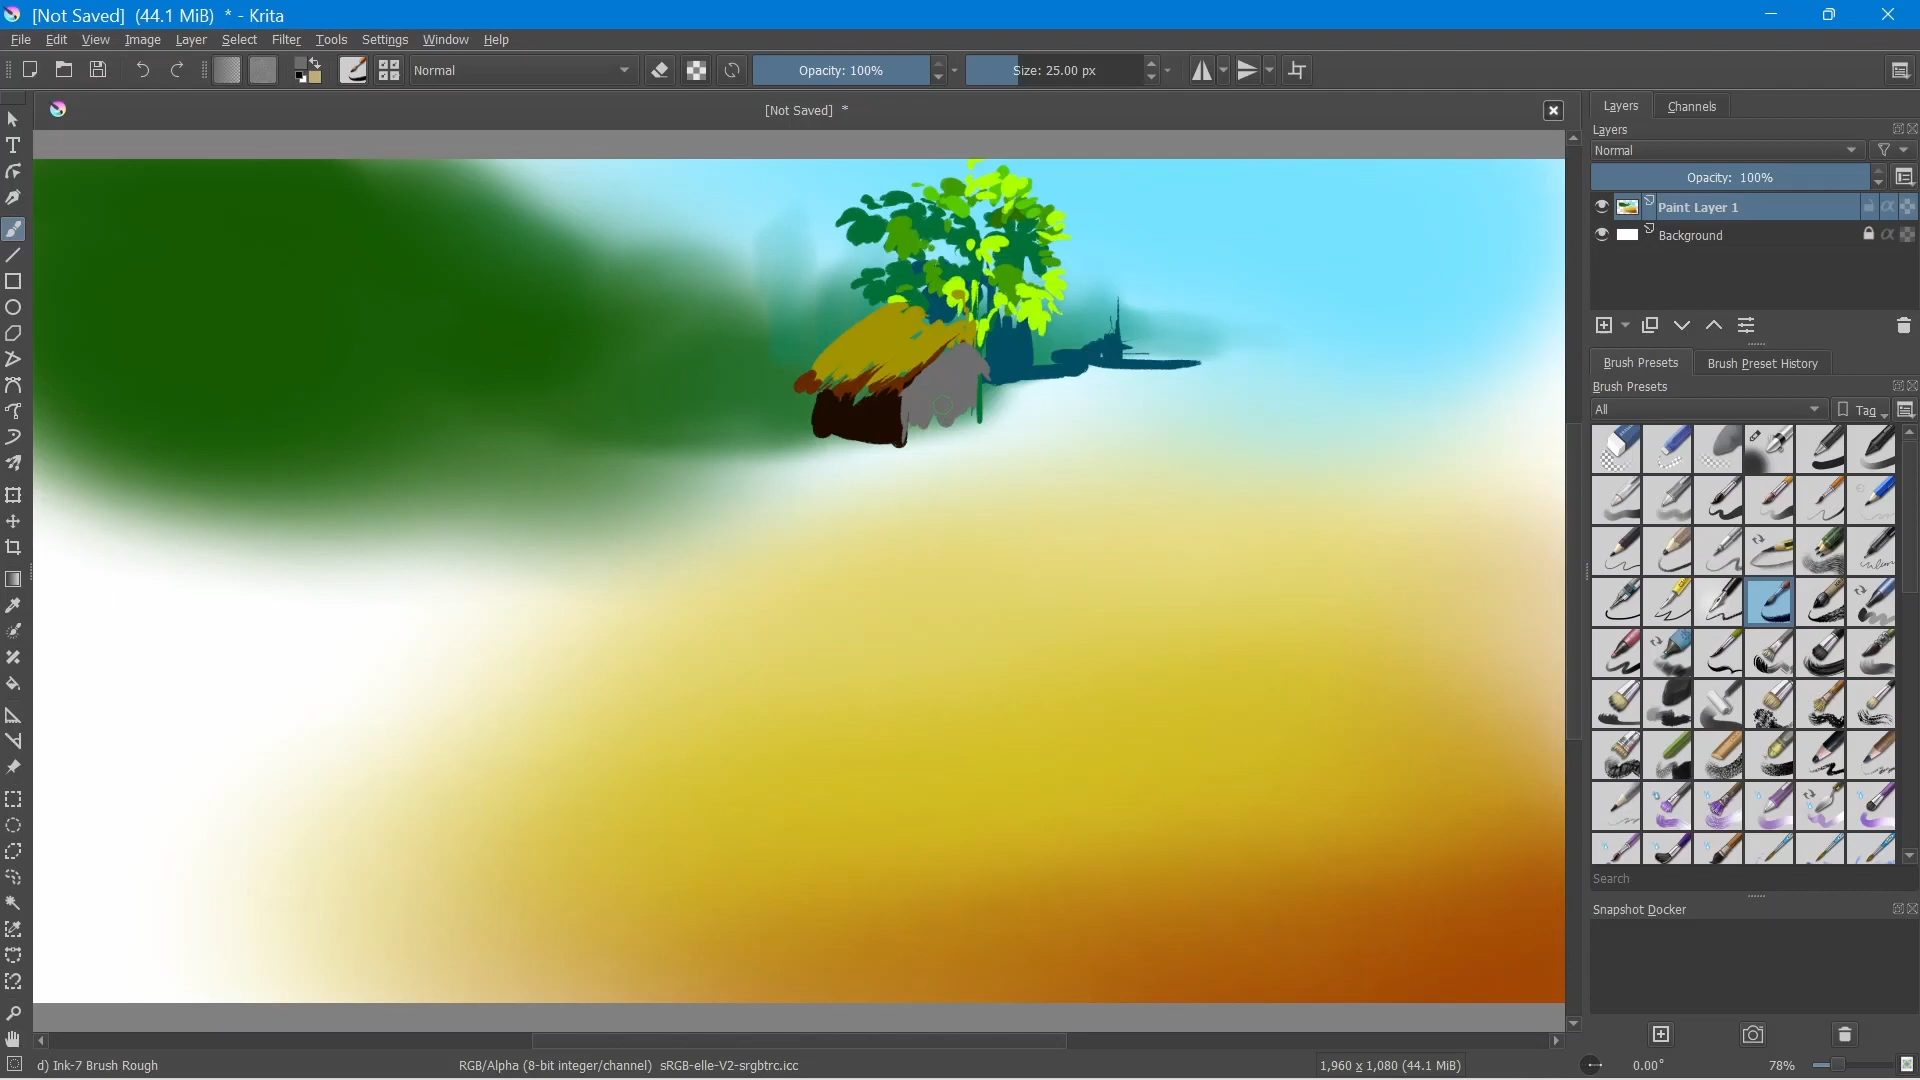 [Not Saved]  (44.1 MiB)  * - Krita
File Edit View Image Layer Select Filter Tools Settings Window Help
Normal
Opacity: 100%
Size: 25.00 px
[Not Saved]  *
Layers Channels
Layers
Normal
Opacity:  100%
Paint Layer 1
Background
Brush Presets Brush Preset History
Brush Presets
All
Tag
Search
Snapshot Docker
d) Ink-7 Brush Rough
RGB/Alpha (8-bit integer/channel)  sRGB-elle-V2-srgbtrc.icc
1,960 x 1,080 (44.1 MiB)
0.00°
78%